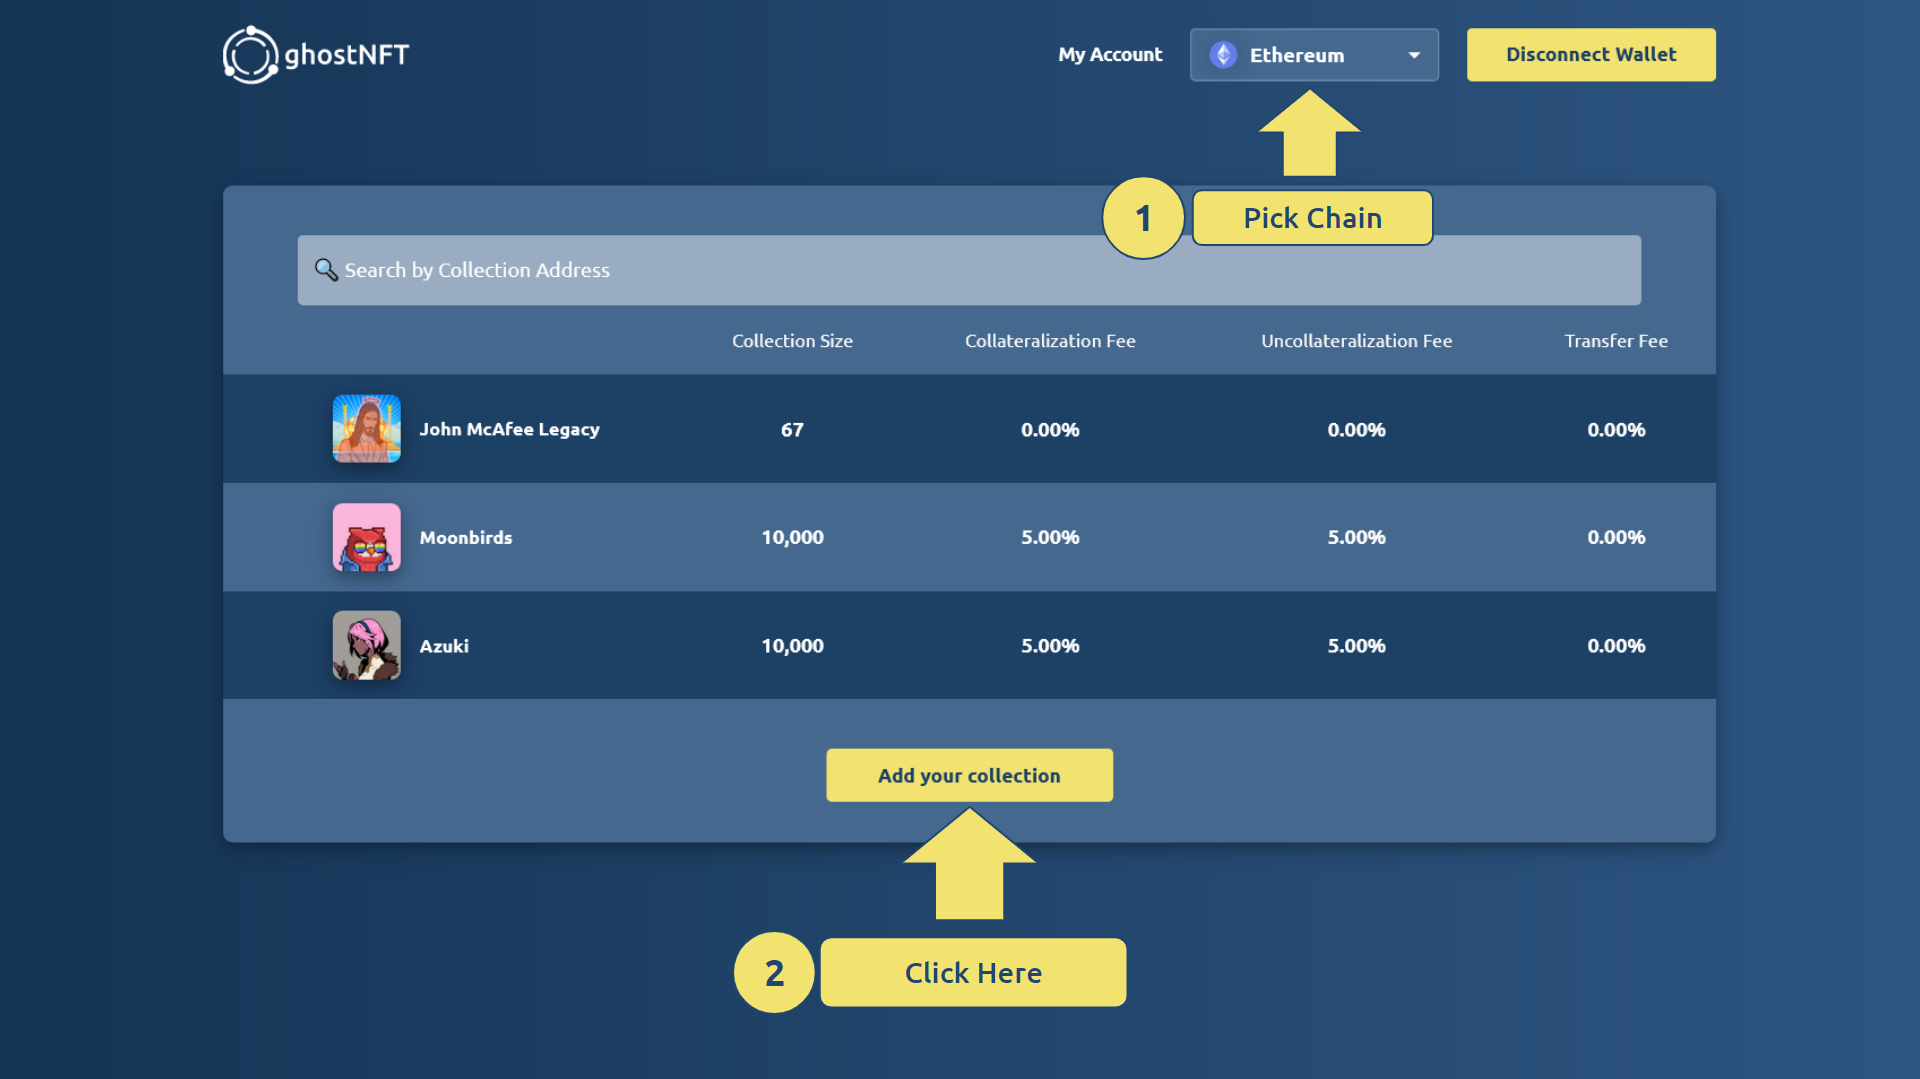 ghostNFT
My Account
Ethereum
Disconnect Wallet
1
Pick Chain
Search by Collection Address
Collection Size Collateralization Fee Uncollateralization Fee Transfer Fee
John McAfee Legacy 67 0.00% 0.00% 0.00%
Moonbirds 10,000 5.00% 5.00% 0.00%
Azuki 10,000 5.00% 5.00% 0.00%
Add your collection
2
Click Here